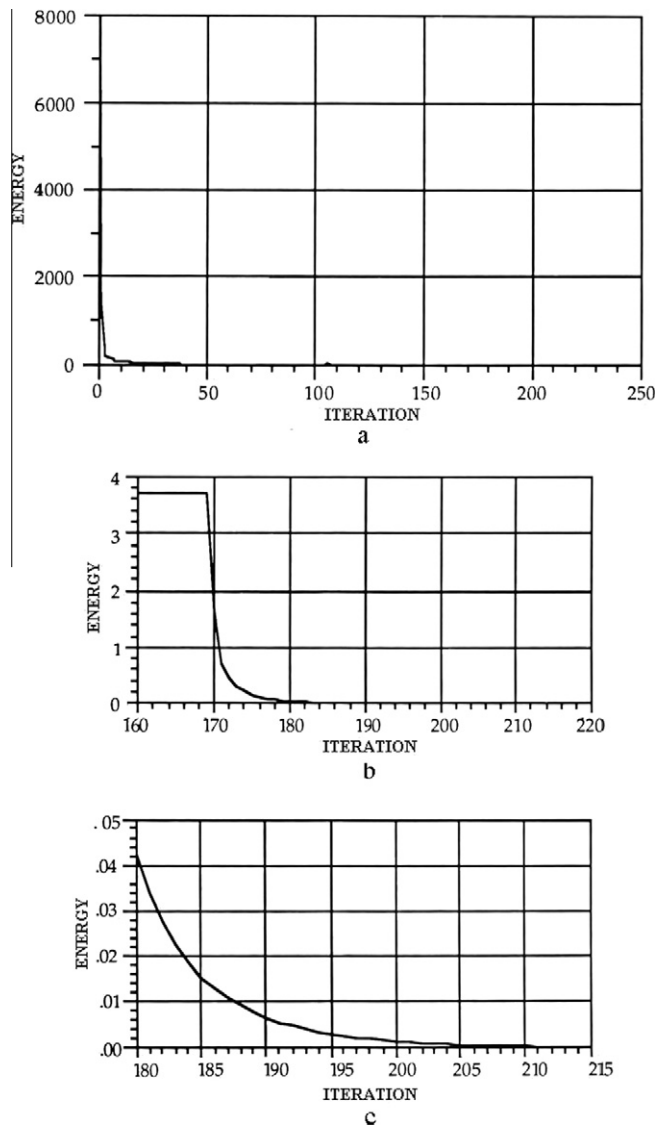 8000
6000
4000
2000
0
ENERGY
0 50 100 150 200 250
ITERATION
a
4
3
2
1
0
ENERGY
160 170 180 190 200 210 220
ITERATION
b
.05
.04
.03
.02
.01
.00
ENERGY
180 185 190 195 200 205 210 215
ITERATION
c